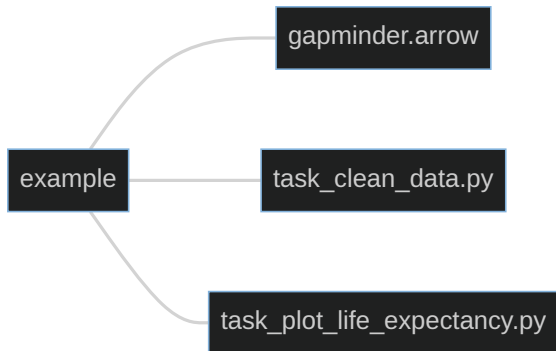 gapminder.arrow
example
task_clean_data.py
task_plot_life_expectancy.py